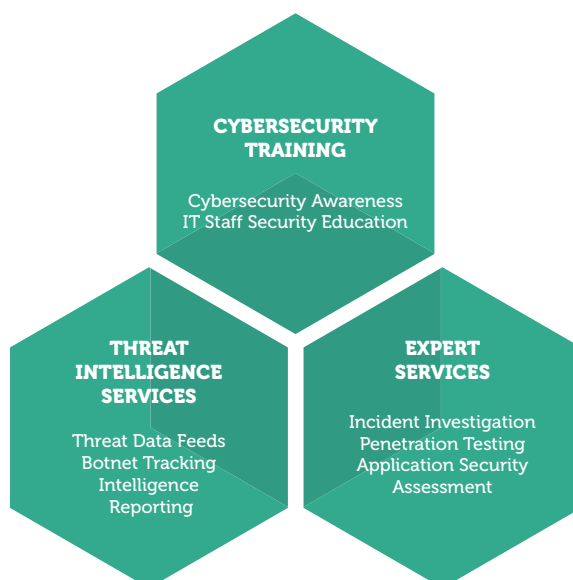 CYBERSECURITY
TRAINING
Cybersecurity Awareness
IT Staff Security Education
THREAT
INTELLIGENCE
SERVICES
Threat Data Feeds
Botnet Tracking
Intelligence
Reporting
EXPERT
SERVICES
Incident Investigation
Penetration Testing
Application Security
Assessment